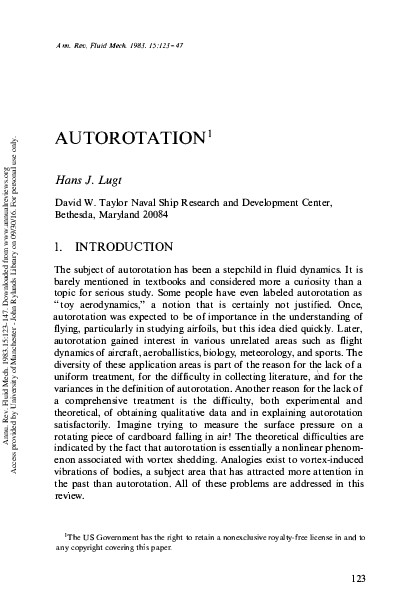 Ann. Rev. Fluid Mech. 1983. 15:123–47
AUTOROTATION¹
Hans J. Lugt
David W. Taylor Naval Ship Research and Development Center,
Bethesda, Maryland 20084
1. INTRODUCTION
The subject of autorotation has been a stepchild in fluid dynamics. It is
barely mentioned in textbooks and considered more a curiosity than a
topic for serious study. Some people have even labeled autorotation as
“toy aerodynamics,” a notion that is certainly not justified. Once,
autorotation was expected to be of importance in the understanding of
flying, particularly in studying airfoils, but this idea died quickly. Later,
autorotation gained interest in various unrelated areas such as flight
dynamics of aircraft, aeroballistics, biology, meteorology, and sports. The
diversity of these application areas is part of the reason for the lack of a
uniform treatment, for the difficulty in collecting literature, and for the
variances in the definition of autorotation. Another reason for the lack of
a comprehensive treatment is the difficulty, both experimental and
theoretical, of obtaining qualitative data and in explaining autorotation
satisfactorily. Imagine trying to measure the surface pressure on a
rotating piece of cardboard falling in air! The theoretical difficulties are
indicated by the fact that autorotation is essentially a nonlinear phenom-
enon associated with vortex shedding. Analogies exist to vortex-induced
vibrations of bodies, a subject area that has attracted more attention in
the past than autorotation. All of these problems are addressed in this
review.
¹The US Government has the right to retain a nonexclusive royalty-free license in and to
any copyright covering this paper.
123
Annu. Rev. Fluid Mech. 1983.15:123-147. Downloaded from www.annualreviews.org
Access provided by University of Manchester - John Rylands Library on 09/30/16. For personal use only.